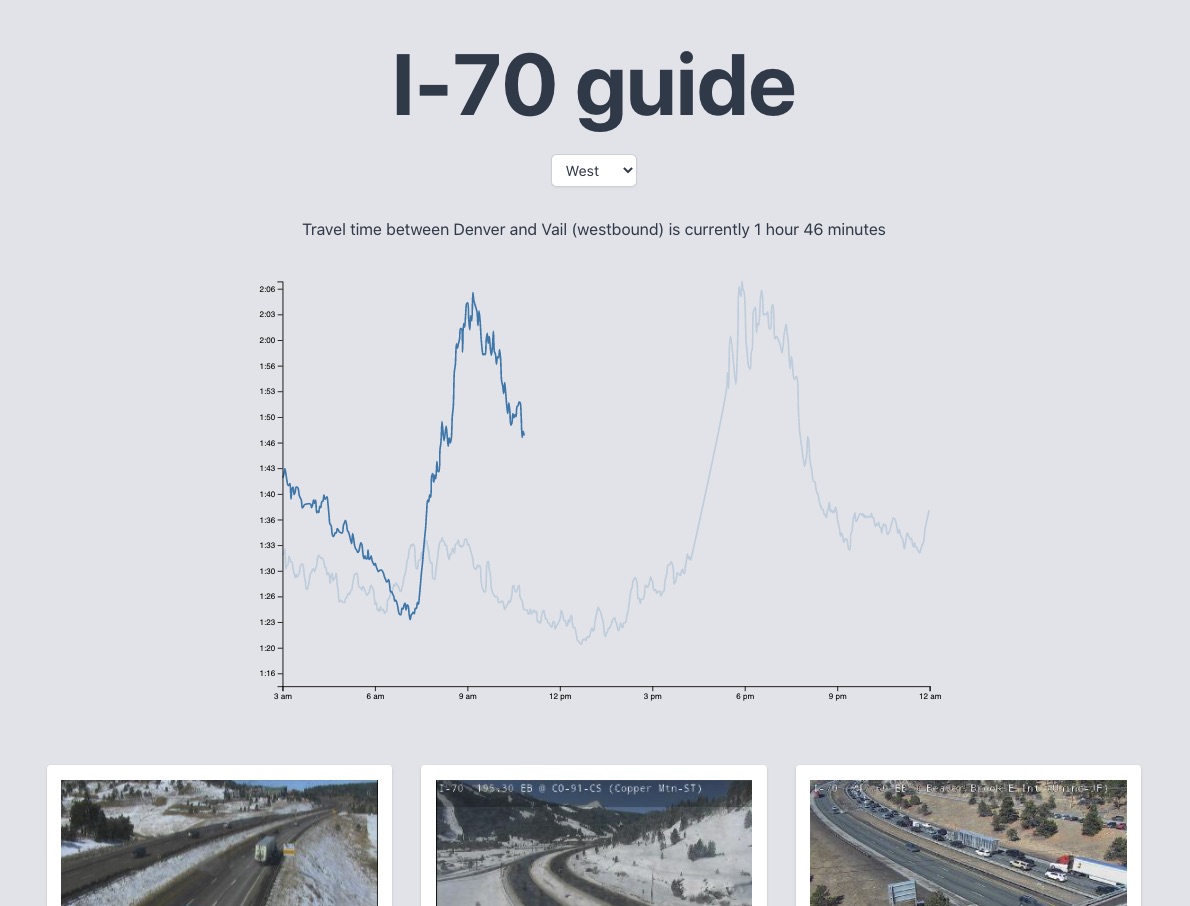 I-70 guide
West
Travel time between Denver and Vail (westbound) is currently 1 hour 46 minutes
2:06
2:03
2:00
1:56
1:53
1:50
1:46
1:43
1:40
1:36
1:33
1:30
1:26
1:23
1:20
1:16
3 am 6 am 9 am 12 pm 3 pm 6 pm 9 pm 12 am
I-70 195.30 EB @ CO-91-CS (Copper Mtn-ST)
I-70 EB @ Beaver Brook E Int